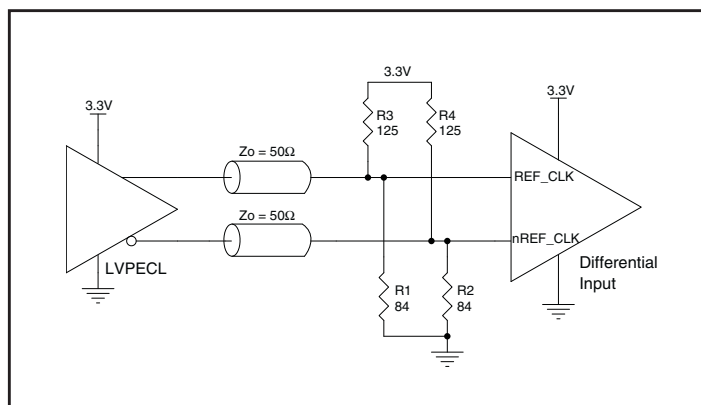 3.3V
3.3V
3.3V
R3
125
R4
125
Zo = 50Ω
REF_CLK
Zo = 50Ω
nREF_CLK
LVPECL
Differential
Input
R1
84
R2
84